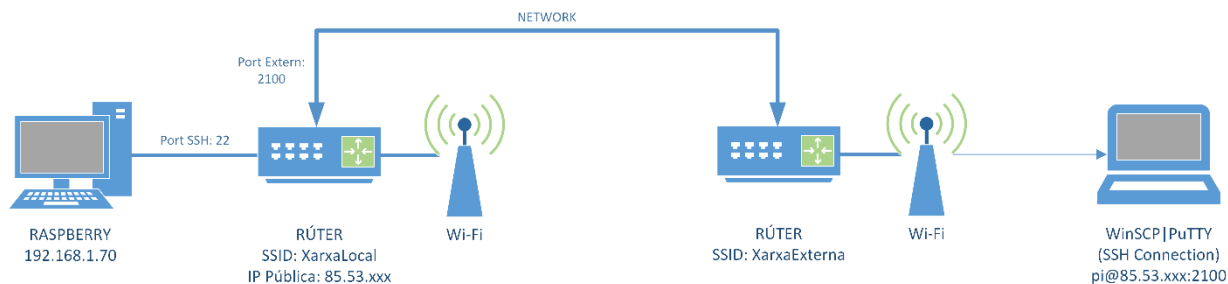 NETWORK
Port Extern:
2100
Port SSH: 22
RASPBERRY
192.168.1.70
RÚTER
SSID: XarxaLocal
IP Pública: 85.53.xxx
Wi-Fi
RÚTER
SSID: XarxaExterna
Wi-Fi
WinSCP|PuTTY
(SSH Connection)
pi@85.53.xxx:2100